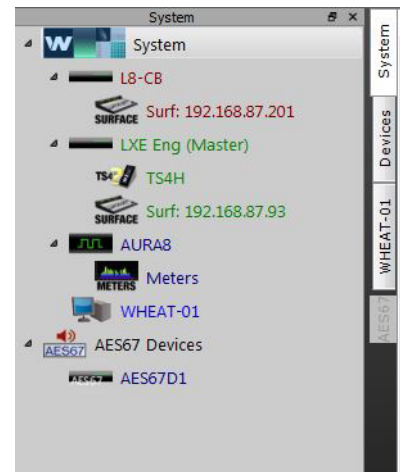 System
W System
L8-CB
SURFACE Surf: 192.168.87.201
LXE Eng (Master)
TS4 TS4H
SURFACE Surf: 192.168.87.93
AURA8
METERS Meters
WHEAT-01
AES67 AES67 Devices
AES67 AES67D1
System
Devices
WHEAT-01
AES67